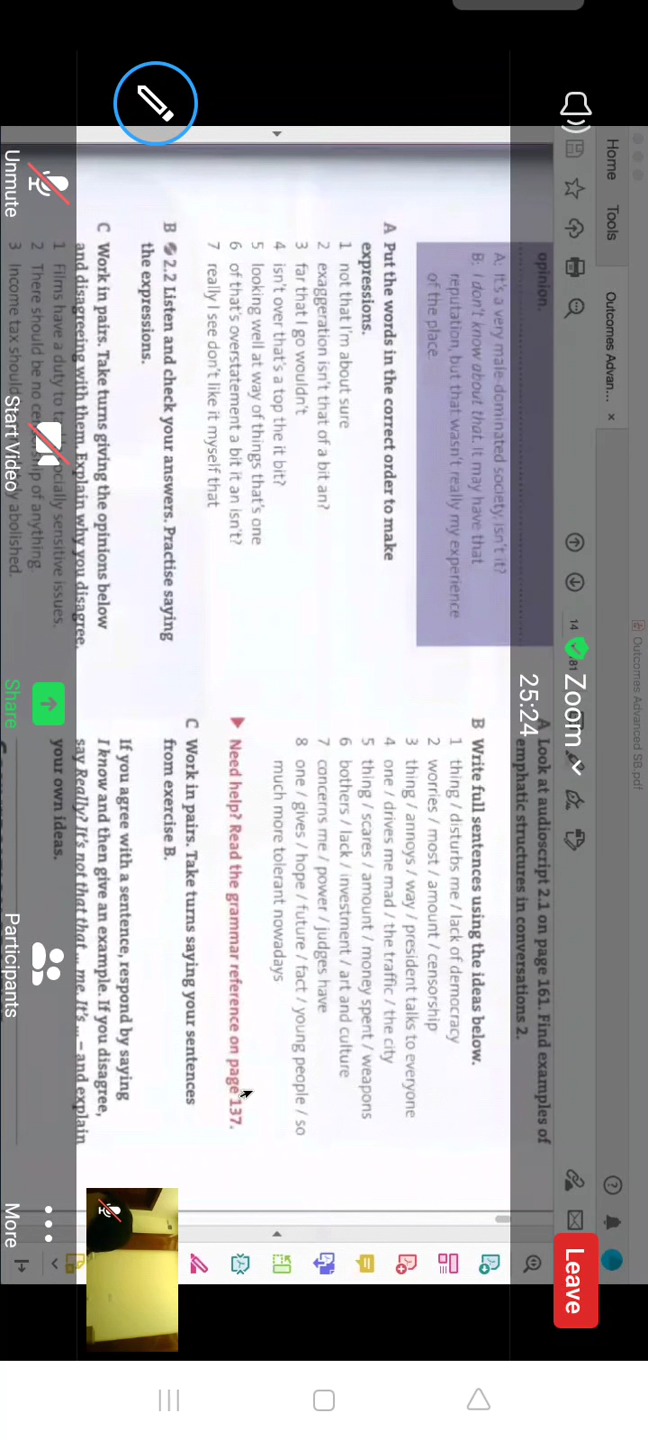 Home
Tools
Outcomes Advan...
×
Outcomes Advanced SB.pdf
14
Zoom
25:24
Leave
opinion.
A: It's a very male-dominated society, isn't it?
B: I don't know about that. It may have that
reputation, but that wasn't really my experience
of the place.
A Put the words in the correct order to make
expressions.
1 not that I'm about sure
2 exaggeration isn't that of a bit an?
3 far that I go wouldn't
4 isn't over that's a top the it bit?
5 looking well at way of things that's one
6 of that's overstatement a bit it an isn't?
7 really I see don't like it myself that
B 2.2 Listen and check your answers. Practise saying
the expressions.
C Work in pairs. Take turns giving the opinions below
and disagreeing with them. Explain why you disagree.
1 Films have a duty to socially sensitive issues.
2 There should be no censorship of anything.
3 Income tax should abolished.
A Look at audioscript 2.1 on page 161. Find examples of
emphatic structures in conversations 2.
B Write full sentences using the ideas below.
1 thing / disturbs me / lack of democracy
2 worries / most / amount / censorship
3 thing / annoys / way / president talks to everyone
4 one / drives me mad / the traffic / the city
5 thing / scares / amount / money spent / weapons
6 bothers / lack / investment / art and culture
7 concerns me / power / judges have
8 one / gives / hope / future / fact / young people / so
much more tolerant nowadays
Need help? Read the grammar reference on page 137.
C Work in pairs. Take turns saying your sentences
from exercise B.
If you agree with a sentence, respond by saying
I know and then give an example. If you disagree,
say Really? It's not that that ... me. It's ... – and explain
your own ideas.
Unmute
Start Video
Share
Participants
More